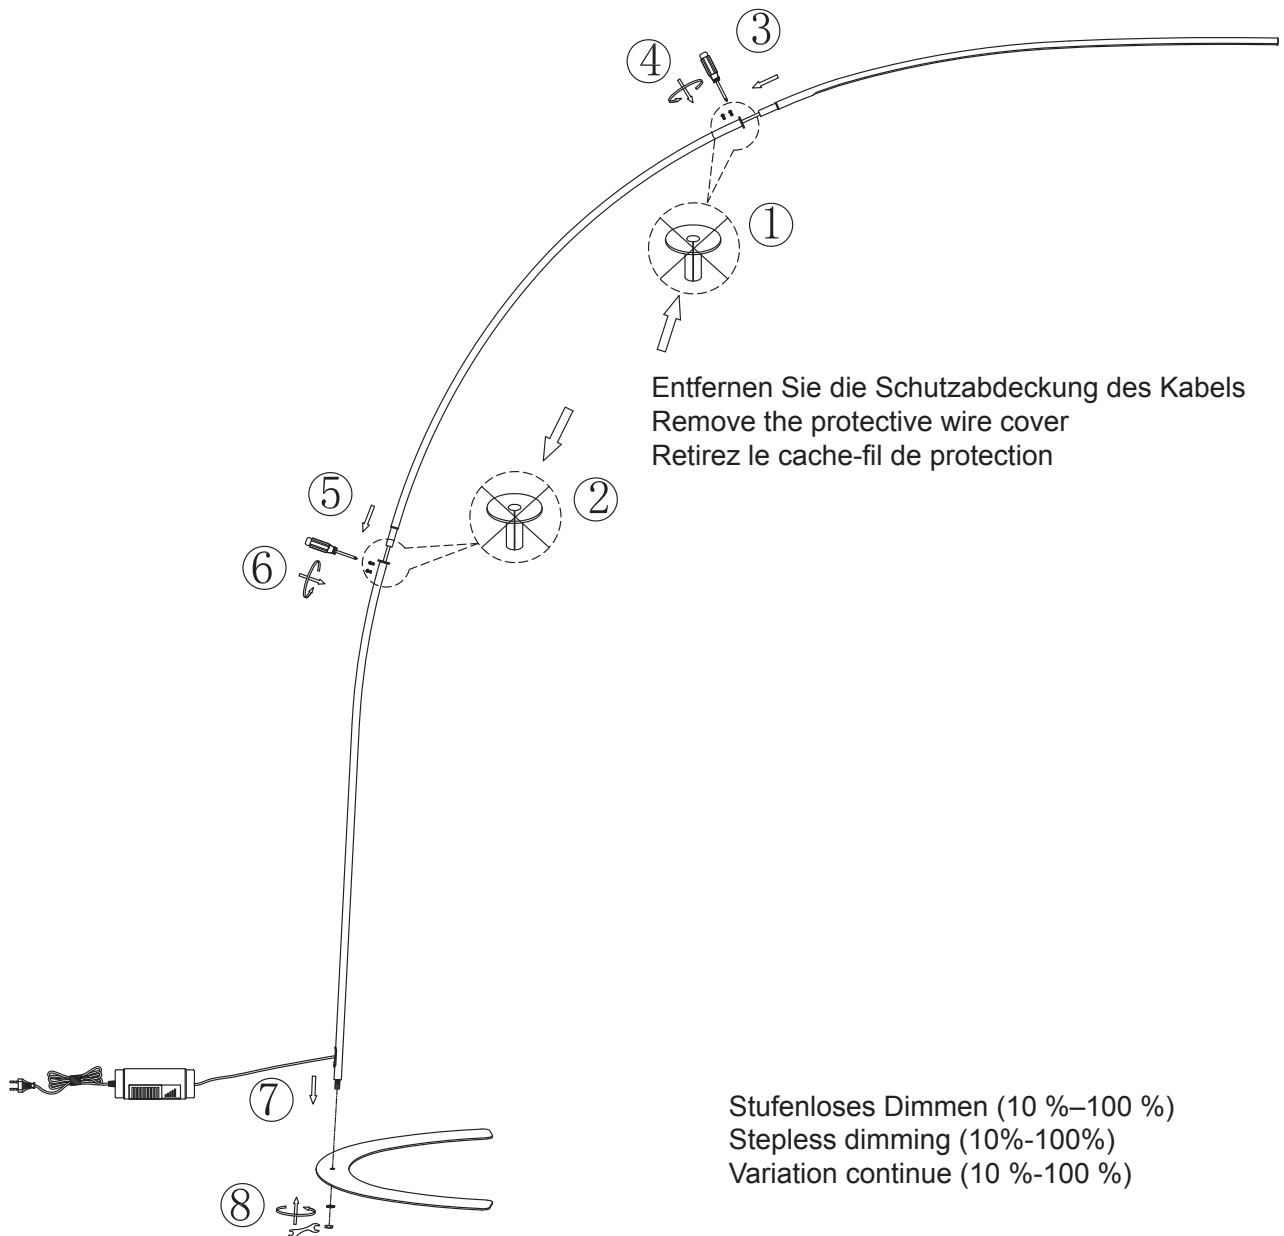 ③
④
①
Entfernen Sie die Schutzabdeckung des Kabels
Remove the protective wire cover
Retirez le cache-fil de protection
⑤
②
⑥
⑦
Stufenloses Dimmen (10 %–100 %)
Stepless dimming (10%-100%)
Variation continue (10 %-100 %)
⑧